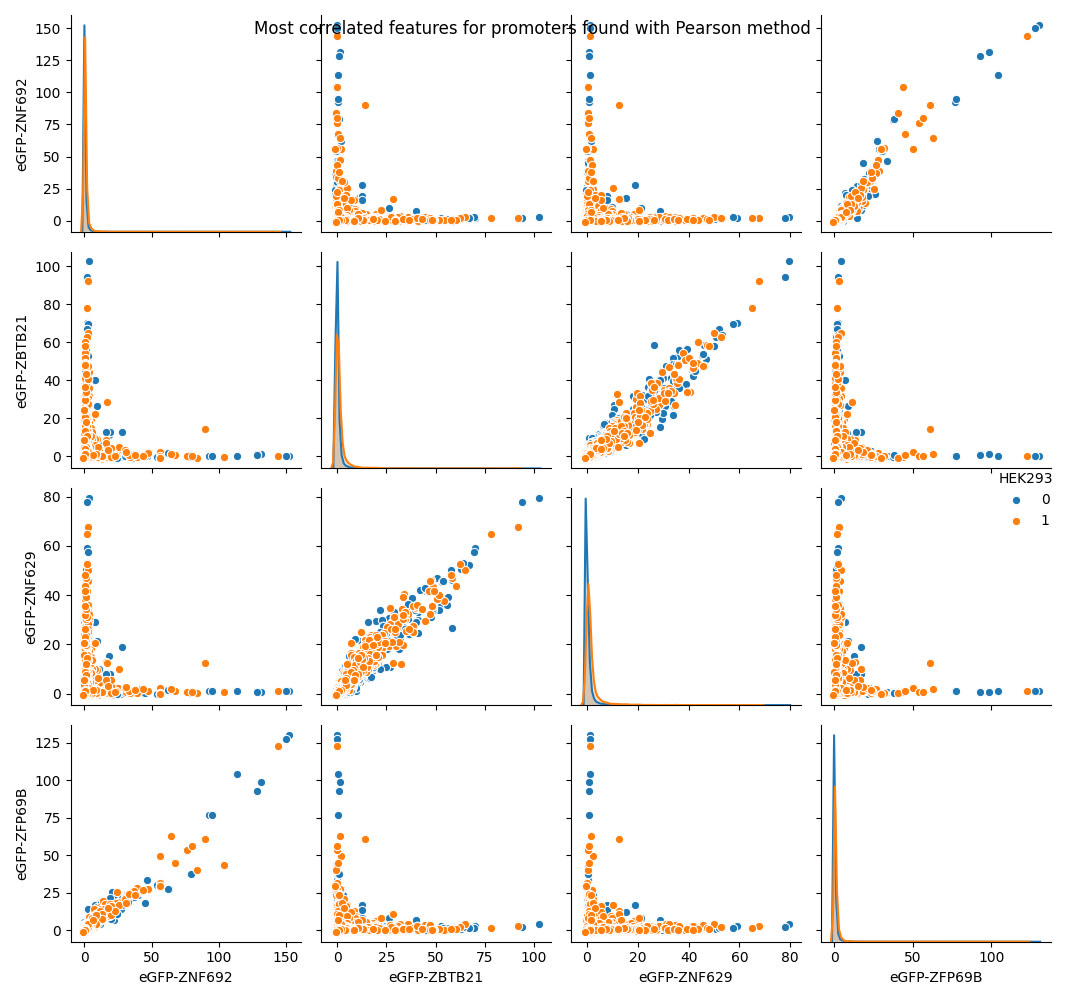 Most correlated features for promoters found with Pearson method
150
125
100
75
50
25
0
eGFP-ZNF692
100
80
60
40
20
0
eGFP-ZBTB21
HEK293
0
1
80
60
40
20
0
eGFP-ZNF629
125
100
75
50
25
0
eGFP-ZFP69B
0 50 100 150
0 25 50 75 100
0 20 40 60 80
0 50 100
eGFP-ZNF692
eGFP-ZBTB21
eGFP-ZNF629
eGFP-ZFP69B